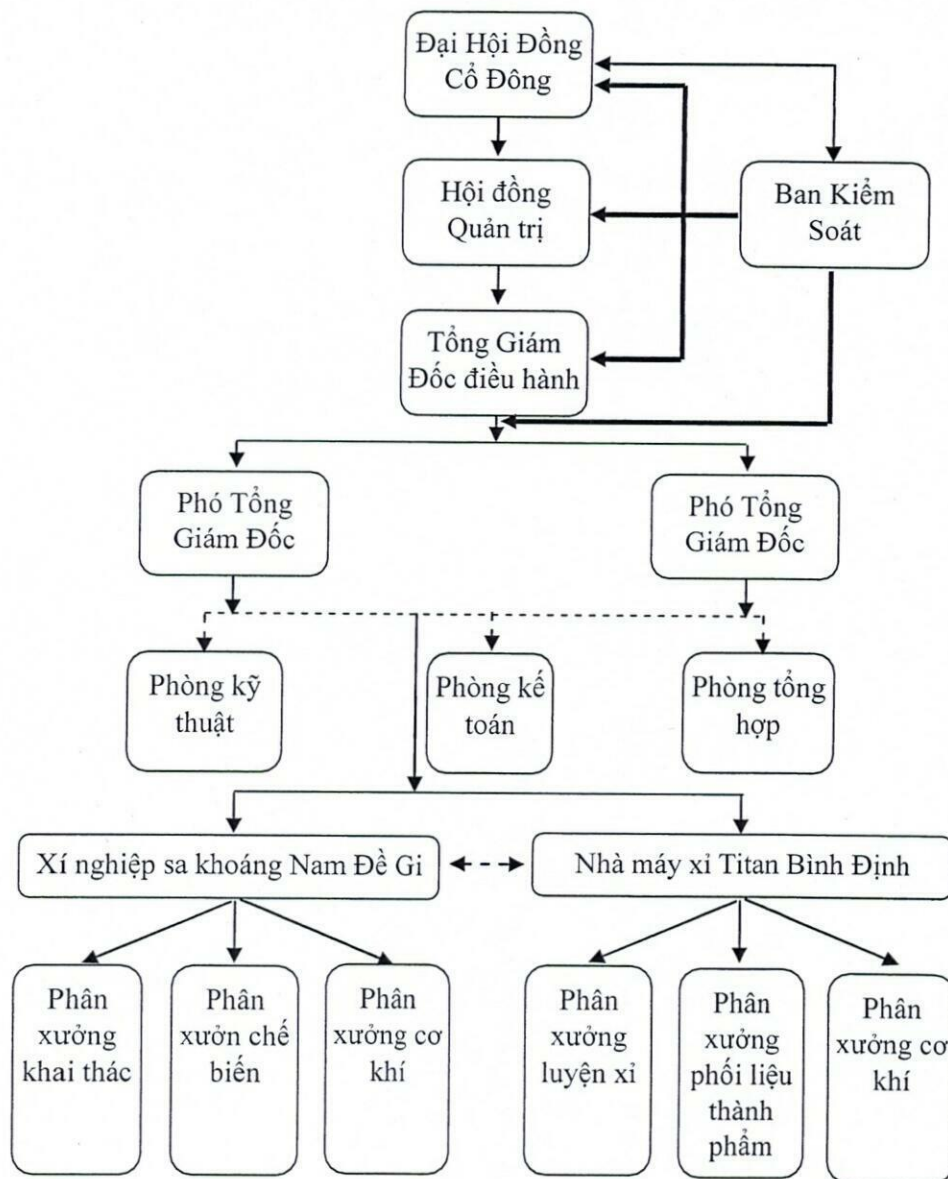 Đại Hội Đồng
Cổ Đông
Hội đồng
Quản trị
Ban Kiểm
Soát
Tổng Giám
Đốc điều hành
Phó Tổng
Giám Đốc
Phó Tổng
Giám Đốc
Phòng kỹ
thuật
Phòng kế
toán
Phòng tổng
hợp
Xí nghiệp sa khoáng Nam Đề Gi
Nhà máy xỉ Titan Bình Định
Phân
xưởng
khai thác
Phân
xưởn chế
biến
Phân
xưởng cơ
khí
Phân
xưởng
luyện xỉ
Phân
xưởng
phối liệu
thành
phẩm
Phân
xưởng cơ
khí